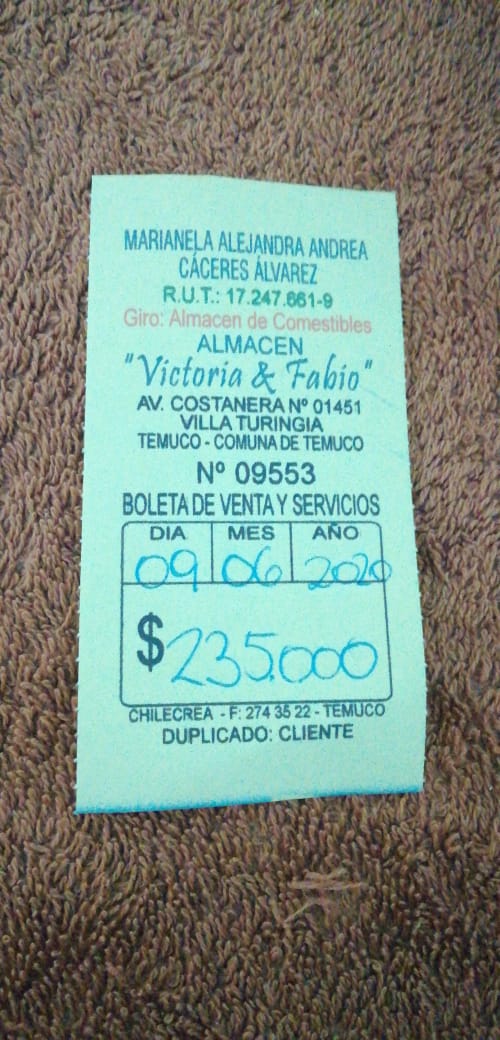 MARIANELA ALEJANDRA ANDREA
CÁCERES ÁLVAREZ
R.U.T.: 17.247.661-9
Giro: Almacen de Comestibles
ALMACEN
"Victoria & Fabio"
AV. COSTANERA Nº 01451
VILLA TURINGIA
TEMUCO - COMUNA DE TEMUCO
Nº 09553
BOLETA DE VENTA Y SERVICIOS
DIA MES AÑO
09 06 2020
$235.000
CHILECREA - F: 274 35 22 - TEMUCO
DUPLICADO: CLIENTE